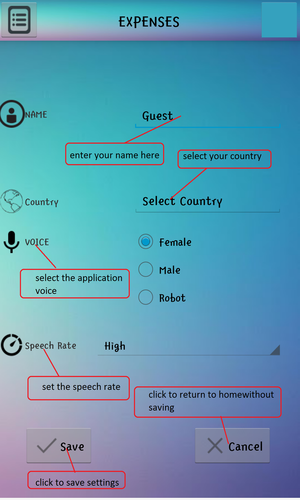 EXPENSES
NAME
Guest
enter your name here
select your country
Country
Select Country
VOICE
Female
select the application
voice
Male
Robot
Speech Rate
High
set the speech rate
click to return to homewithout
saving
Save
Cancel
click to save settings